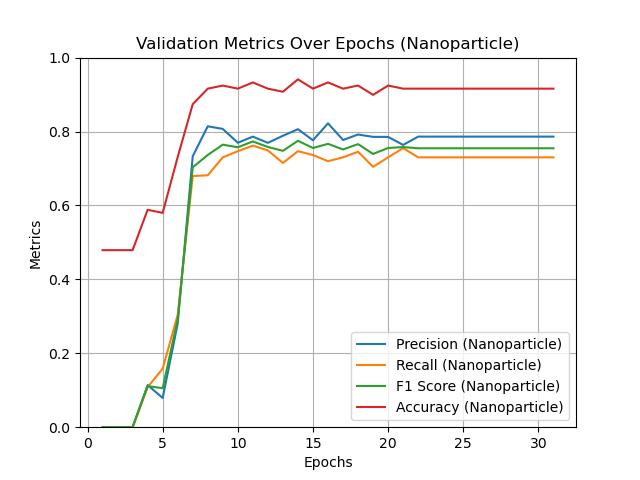 Validation Metrics Over Epochs (Nanoparticle)
Metrics
1.0
0.8
0.6
0.4
0.2
0.0
0 5 10 15 20 25 30
Epochs
Precision (Nanoparticle)
Recall (Nanoparticle)
F1 Score (Nanoparticle)
Accuracy (Nanoparticle)